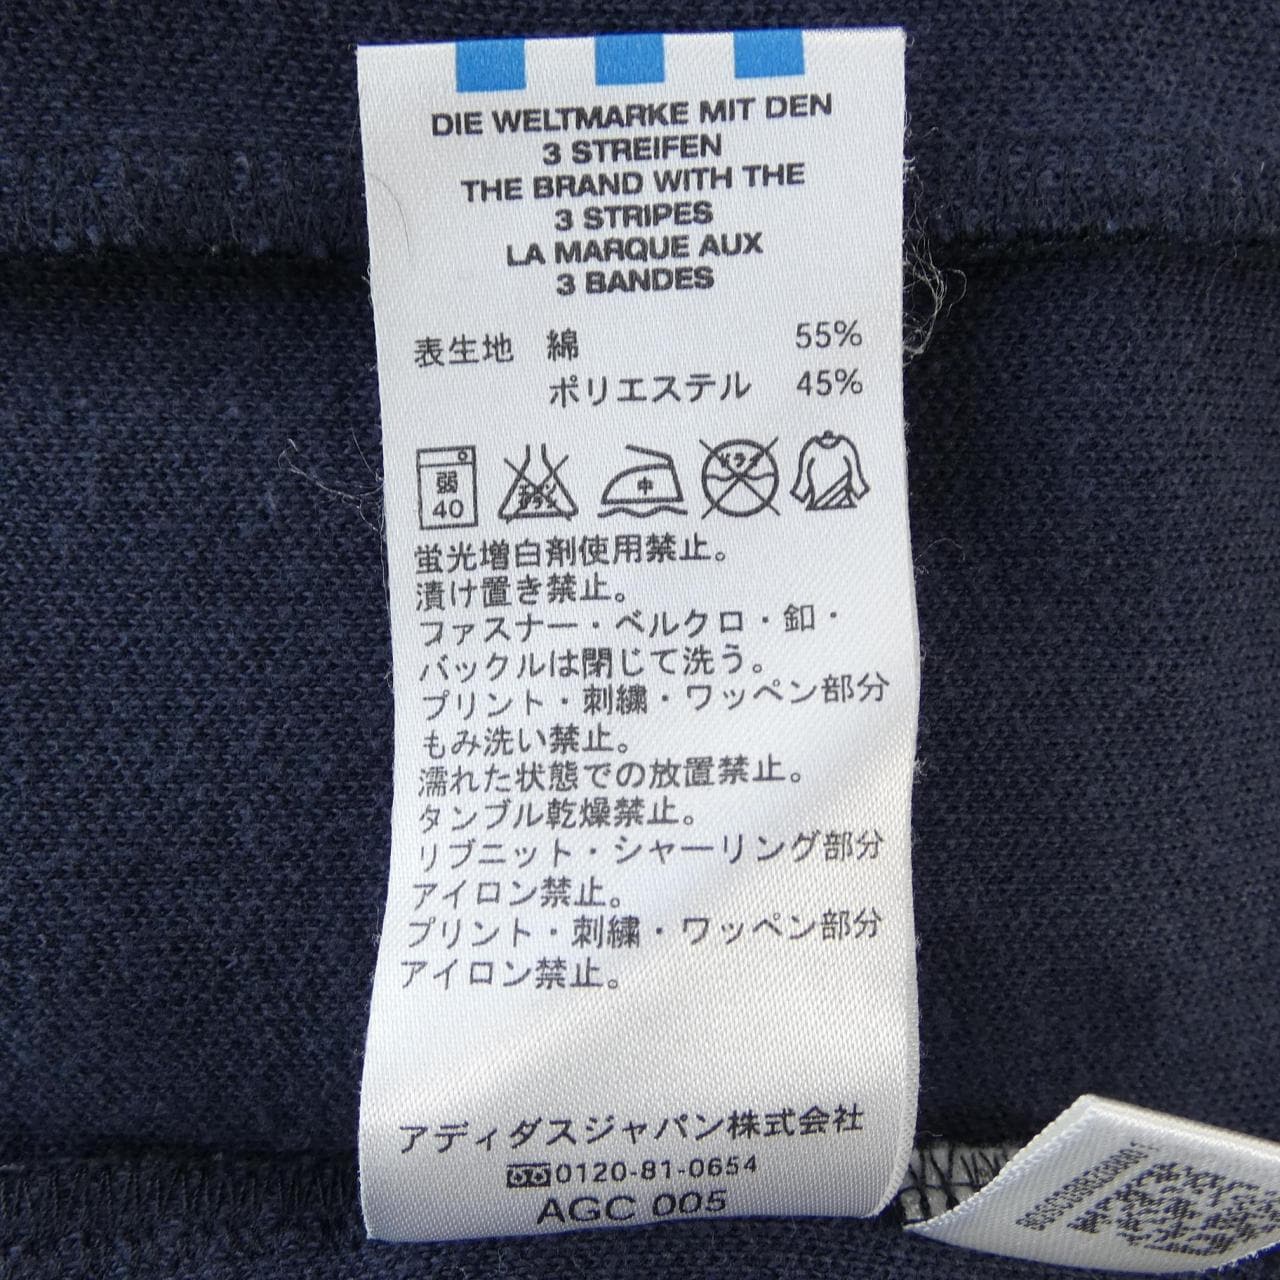 DIE WELTMARKE MIT DEN
3 STREIFEN
THE BRAND WITH THE
3 STRIPES
LA MARQUE AUX
3 BANDES
表生地 綿 55%
ポリエステル 45%
弱
40
中
ドライ
蛍光増白剤使用禁止。
漬け置き禁止。
ファスナー・ベルクロ・釦・
バックルは閉じて洗う。
プリント・刺繍・ワッペン部分
もみ洗い禁止。
濡れた状態での放置禁止。
タンブル乾燥禁止。
リブニット・シャーリング部分
アイロン禁止。
プリント・刺繍・ワッペン部分
アイロン禁止。
アディダスジャパン株式会社
0120-81-0654
AGC 005